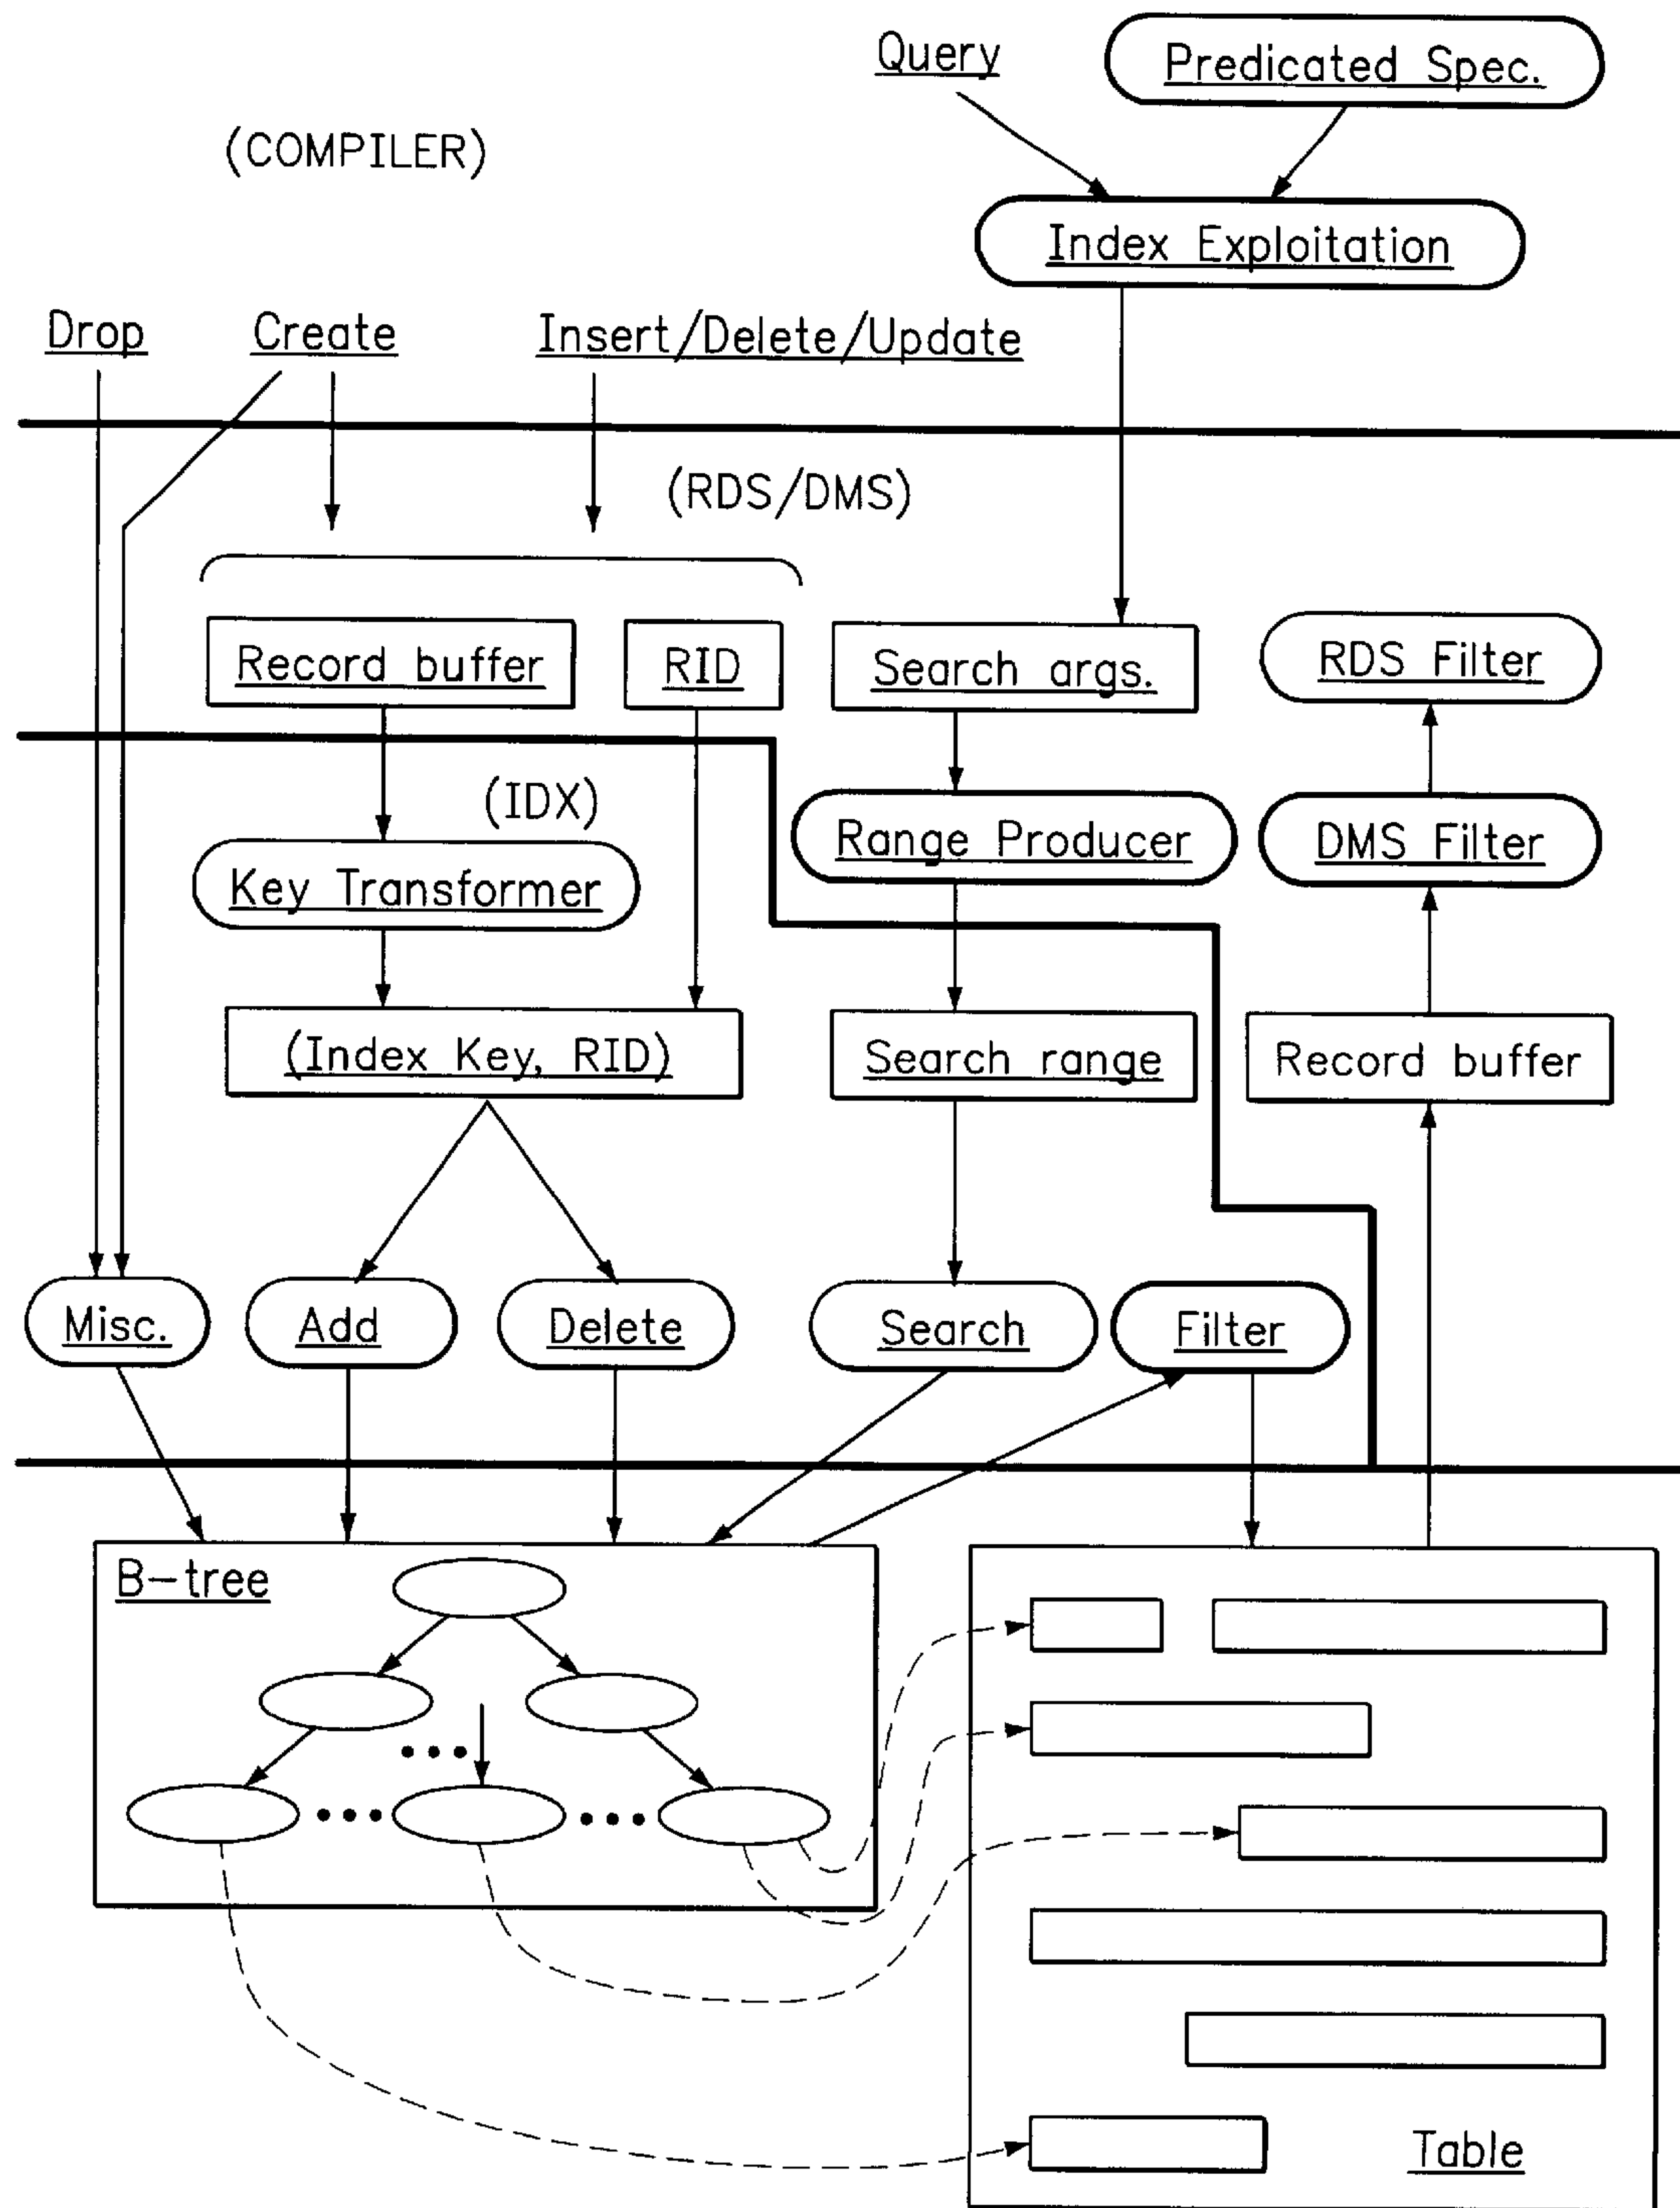 Query
Predicated Spec.
(COMPILER)
Index Exploitation
Drop
Create
Insert/Delete/Update
(RDS/DMS)
Record buffer
RID
Search args.
RDS Filter
(IDX)
Range Producer
DMS Filter
Key Transformer
(Index Key, RID)
Search range
Record buffer
Misc.
Add
Delete
Search
Filter
B-tree
Table